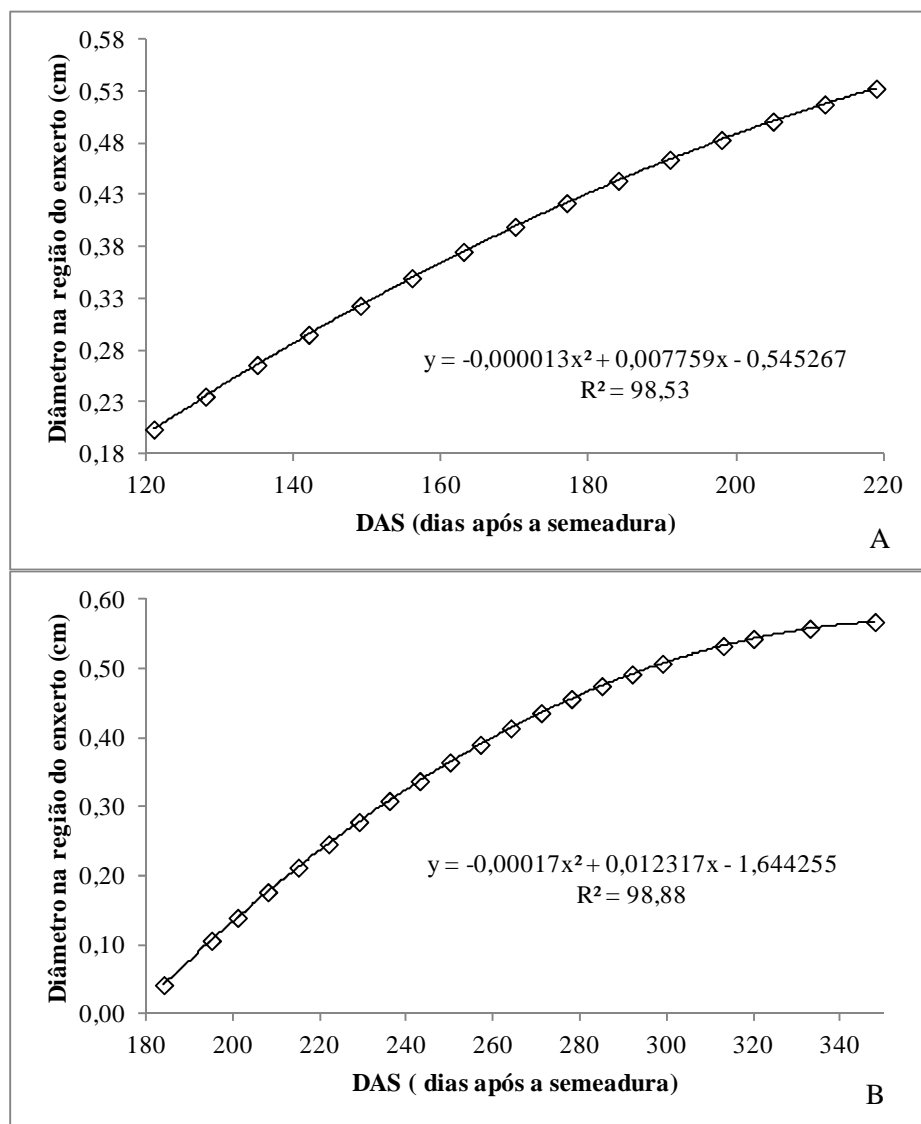 0,58
0,53
0,48
0,43
0,38
0,33
0,28
0,23
0,18
Diâmetro na região do enxerto (cm)
y = -0,000013x² + 0,007759x - 0,545267
R² = 98,53
120 140 160 180 200 220
DAS (dias após a semeadura)
A
0,60
0,50
0,40
0,30
0,20
0,10
0,00
Diâmetro na região do enxerto (cm)
y = -0,00017x² + 0,012317x - 1,644255
R² = 98,88
180 200 220 240 260 280 300 320 340
DAS ( dias após a semeadura)
B